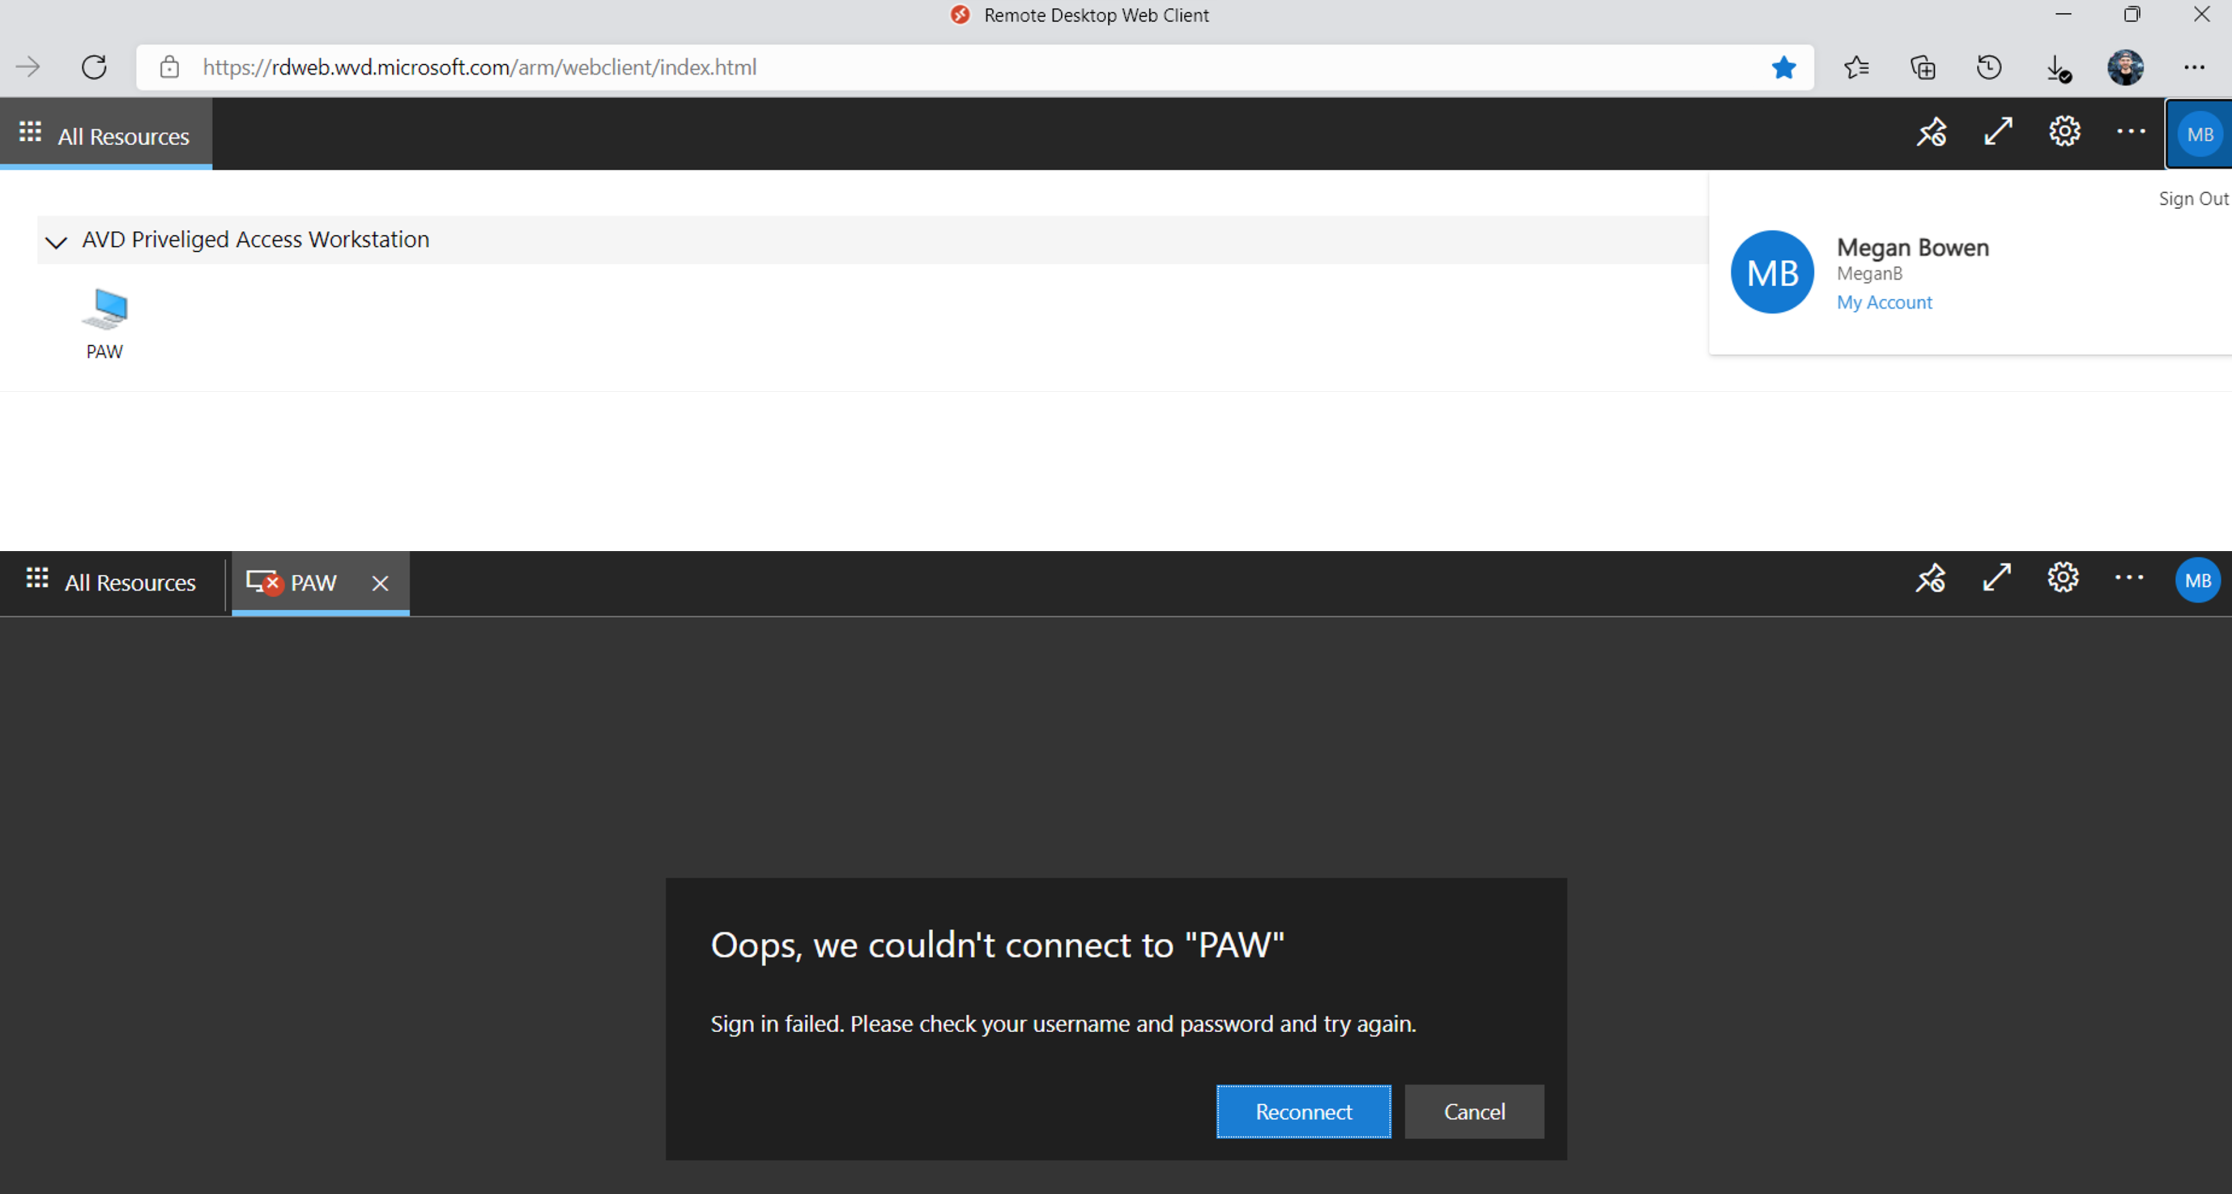 Remote Desktop Web Client
https://rdweb.wvd.microsoft.com/arm/webclient/index.html
All Resources
MB
Sign Out
AVD Priveliged Access Workstation
MB
Megan Bowen
MeganB
My Account
PAW
All Resources
PAW
MB
Oops, we couldn't connect to "PAW"
Sign in failed. Please check your username and password and try again.
Reconnect
Cancel